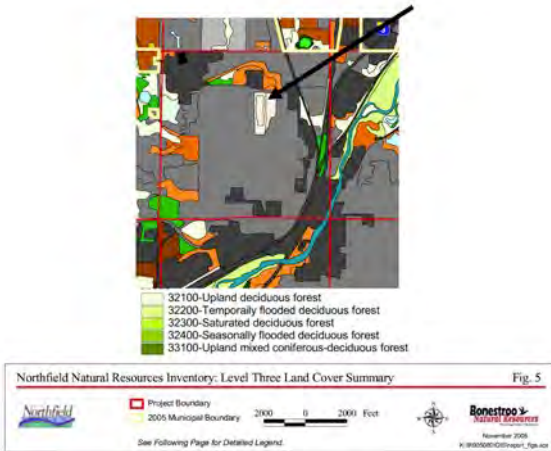 32100-Upland deciduous forest
32200-Temporally flooded deciduous forest
32300-Saturated deciduous forest
32400-Seasonally flooded deciduous forest
33100-Upland mixed coniferous-deciduous forest
Northfield Natural Resources Inventory: Level Three Land Cover Summary Fig. 5
Northfield
Project Boundary
2005 Municipal Boundary
2000 0 2000 Feet
See Following Page for Detailed Legend.
Bonestroo
Natural Resources
November 2005